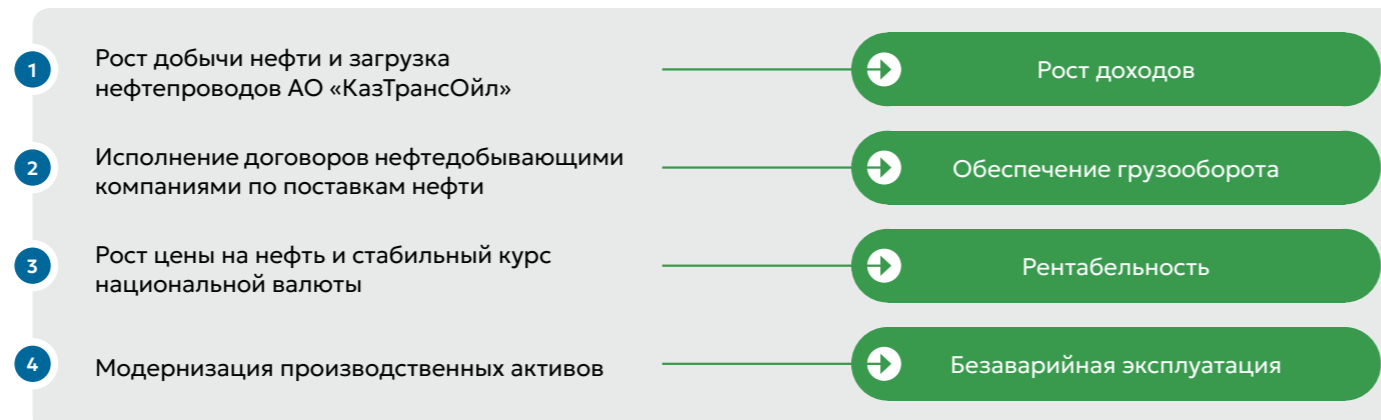 1
Рост добычи нефти и загрузка
нефтепроводов АО «КазТрансОйл»
Рост доходов
2
Исполнение договоров нефтедобывающими
компаниями по поставкам нефти
Обеспечение грузооборота
3
Рост цены на нефть и стабильный курс
национальной валюты
Рентабельность
4
Модернизация производственных активов
Безаварийная эксплуатация